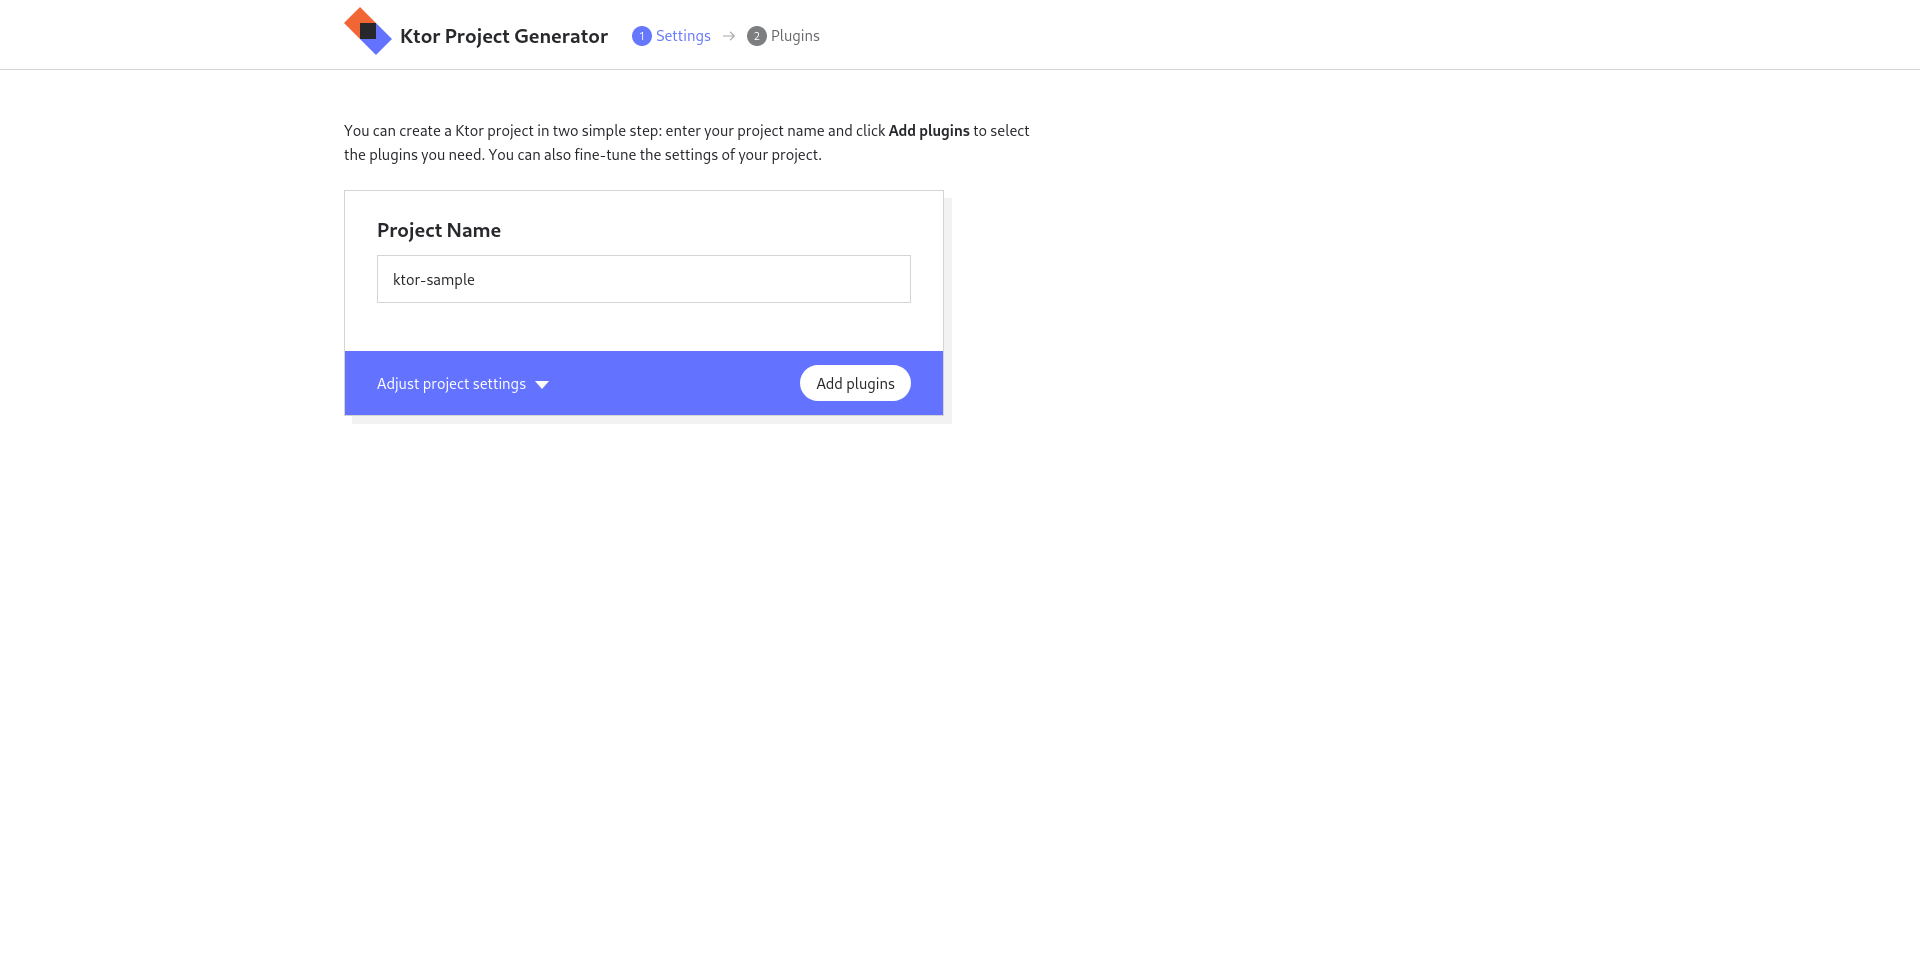 Ktor Project Generator
1 Settings → 2 Plugins
You can create a Ktor project in two simple step: enter your project name and click Add plugins to select
the plugins you need. You can also fine-tune the settings of your project.
Project Name
ktor-sample
Adjust project settings
Add plugins